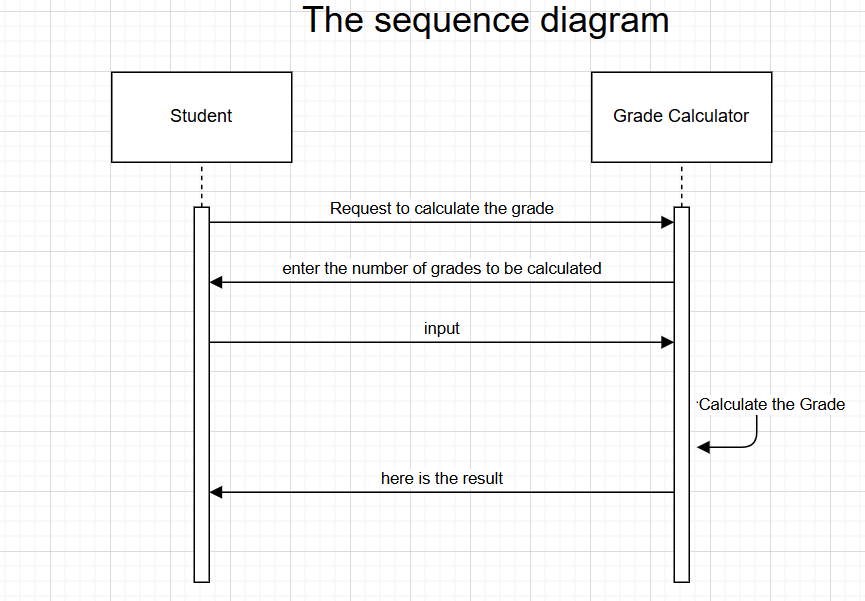 The sequence diagram
Student
Grade Calculator
Request to calculate the grade
enter the number of grades to be calculated
input
Calculate the Grade
here is the result